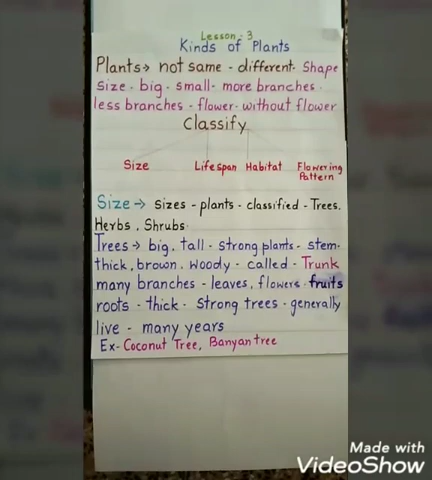 Lesson - 3
Kinds of Plants
Plants → not same - different - Shape
Size - big - small - more branches -
less branches - flower - without flower
Classify
Size Lifespan Habitat Flowering Pattern
Size → sizes - plants - classified - Trees,
Herbs, Shrubs.
Trees → big, tall - strong plants - stem -
thick, brown, woody - called - Trunk
many branches - leaves, flowers - fruits
roots - thick - Strong trees - generally
live - many years
Ex - Coconut Tree, Banyan tree
Made with
VideoShow